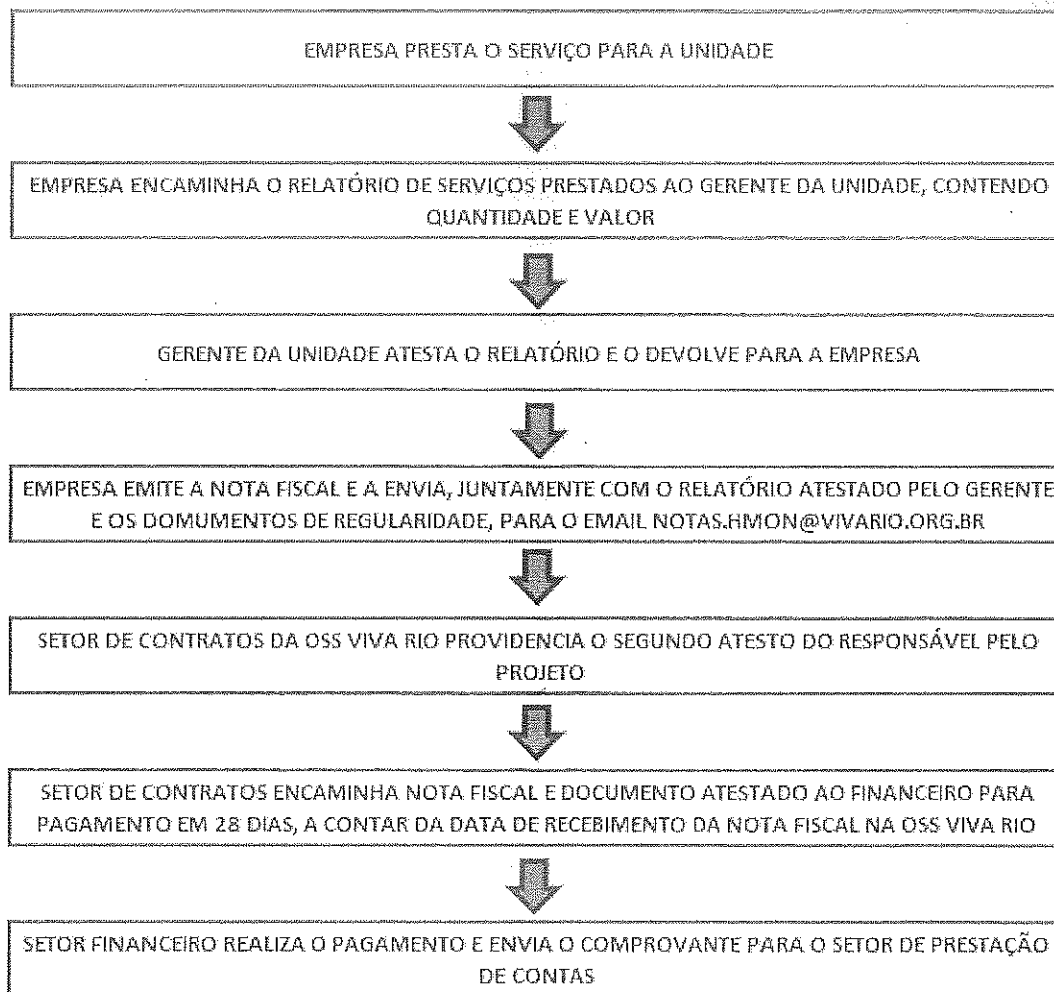 EMPRESA PRESTA O SERVIÇO PARA A UNIDADE
EMPRESA ENCAMINHA O RELATÓRIO DE SERVIÇOS PRESTADOS AO GERENTE DA UNIDADE, CONTENDO
QUANTIDADE E VALOR
GERENTE DA UNIDADE ATESTA O RELATÓRIO E O DEVOLVE PARA A EMPRESA
EMPRESA EMITE A NOTA FISCAL E A ENVIA, JUNTAMENTE COM O RELATÓRIO ATESTADO PELO GERENTE
E OS DOMUMENTOS DE REGULARIDADE, PARA O EMAIL NOTAS.HMON@VIVARIO.ORG.BR
SETOR DE CONTRATOS DA OSS VIVA RIO PROVIDENCIA O SEGUNDO ATESTO DO RESPONSÁVEL PELO
PROJETO
SETOR DE CONTRATOS ENCAMINHA NOTA FISCAL E DOCUMENTO ATESTADO AO FINANCEIRO PARA
PAGAMENTO EM 28 DIAS, A CONTAR DA DATA DE RECEBIMENTO DA NOTA FISCAL NA OSS VIVA RIO
SETOR FINANCEIRO REALIZA O PAGAMENTO E ENVIA O COMPROVANTE PARA O SETOR DE PRESTAÇÃO
DE CONTAS